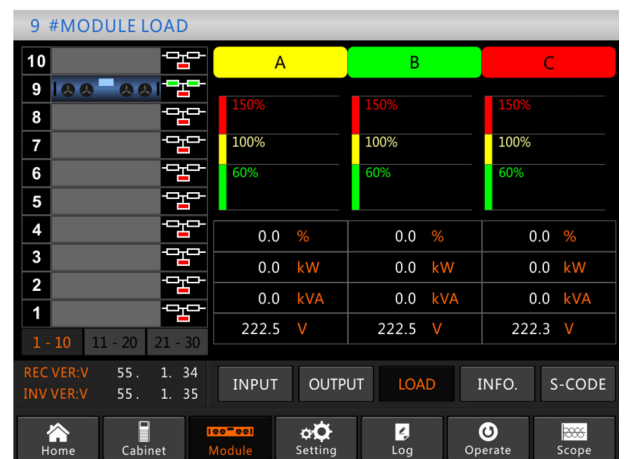 9 #MODULE LOAD
10 A B C
9
8 150% 150% 150%
7 100% 100% 100%
6 60% 60% 60%
5
4 0.0 % 0.0 % 0.0 %
3 0.0 kW 0.0 kW 0.0 kW
2 0.0 kVA 0.0 kVA 0.0 kVA
1 222.5 V 222.5 V 222.3 V
1 - 10 11 - 20 21 - 30
REC VER:V 55. 1. 34
INV VER:V 55. 1. 35
INPUT OUTPUT LOAD INFO. S-CODE
Home Cabinet Module Setting Log Operate Scope